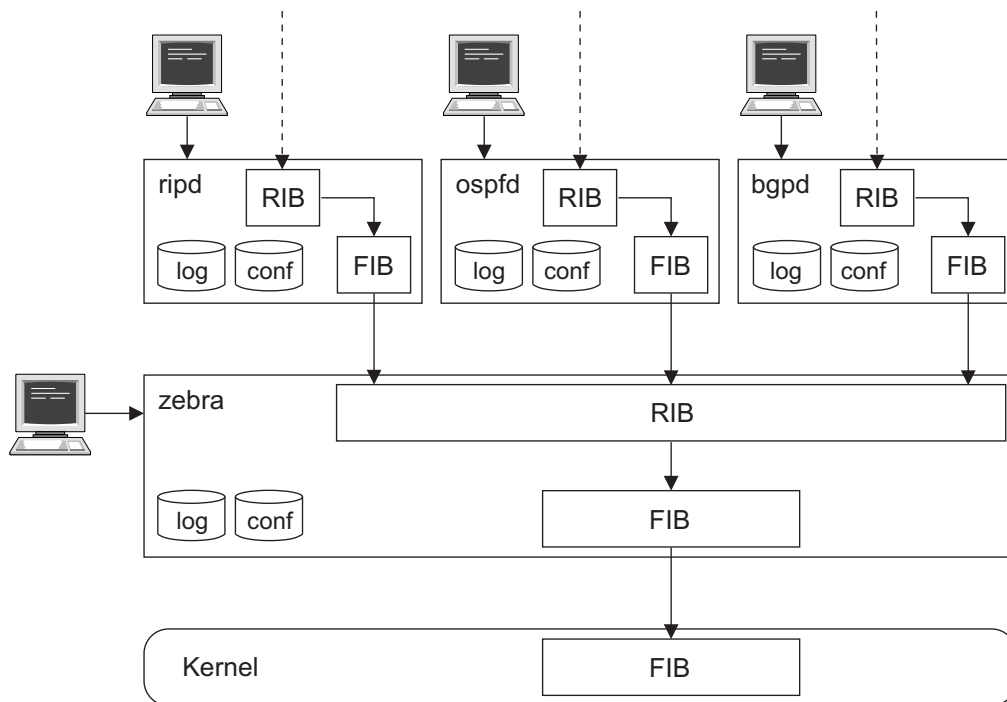 ripd
RIB
log
conf
FIB
ospfd
RIB
log
conf
FIB
bgpd
RIB
log
conf
FIB
zebra
RIB
log
conf
FIB
Kernel
FIB